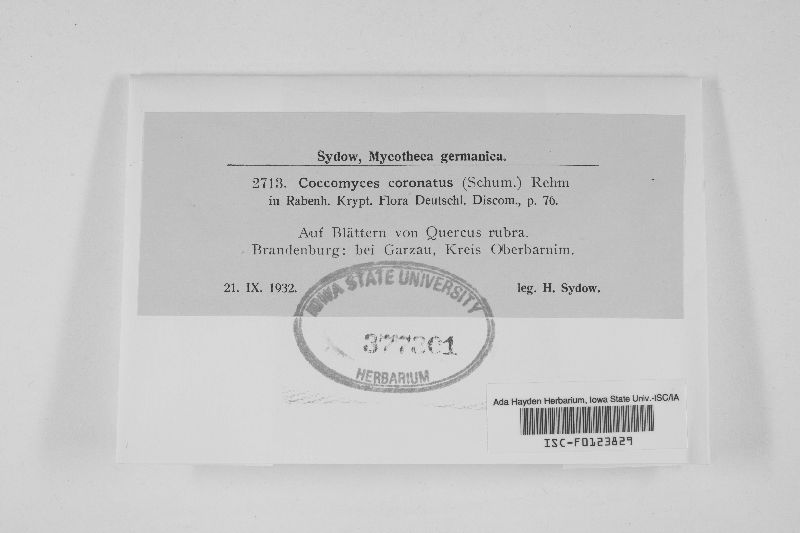 Sydow, Mycotheca germanica.
2713. Coccomyces coronatus (Schum.) Rehm
in Rabenh. Krypt. Flora Deutschl. Discom., p. 76.
Auf Blättern von Quercus rubra.
Brandenburg: bei Garzau, Kreis Oberbarnim.
21. IX. 1932. leg. H. Sydow.
IOWA STATE UNIVERSITY
377301
HERBARIUM
Ada Hayden Herbarium, Iowa State Univ.-ISC/IA
ISC-F0123829